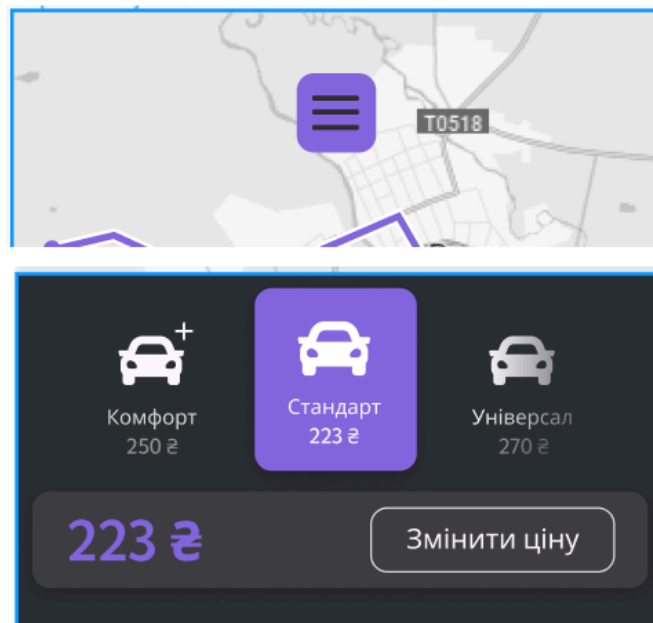 T0518
Комфорт
250 ₴
Стандарт
223 ₴
Універсал
270 ₴
223 ₴
Змінити ціну